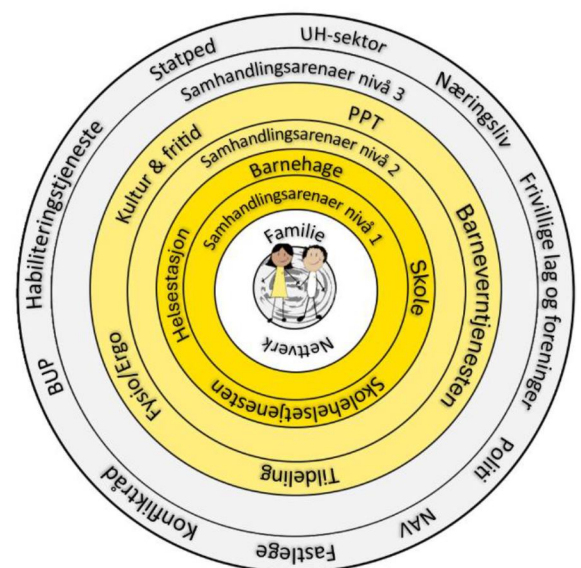 UH-sektor
Næringsliv
Frivillige lag og foreninger
Politi
NAV
Fastlege
Konfliktråd
BUP
Habiliteringstjeneste
Statped
Samhandlingsarenaer nivå 3
PPT
Barneverntjenesten
Tildeling
Fysio/Ergo
Kultur & fritid
Samhandlingsarenaer nivå 2
Barnehage
Skole
Skolehelsetjenesten
Helsestasjon
Samhandlingsarenaer nivå 1
Familie
Nettverk